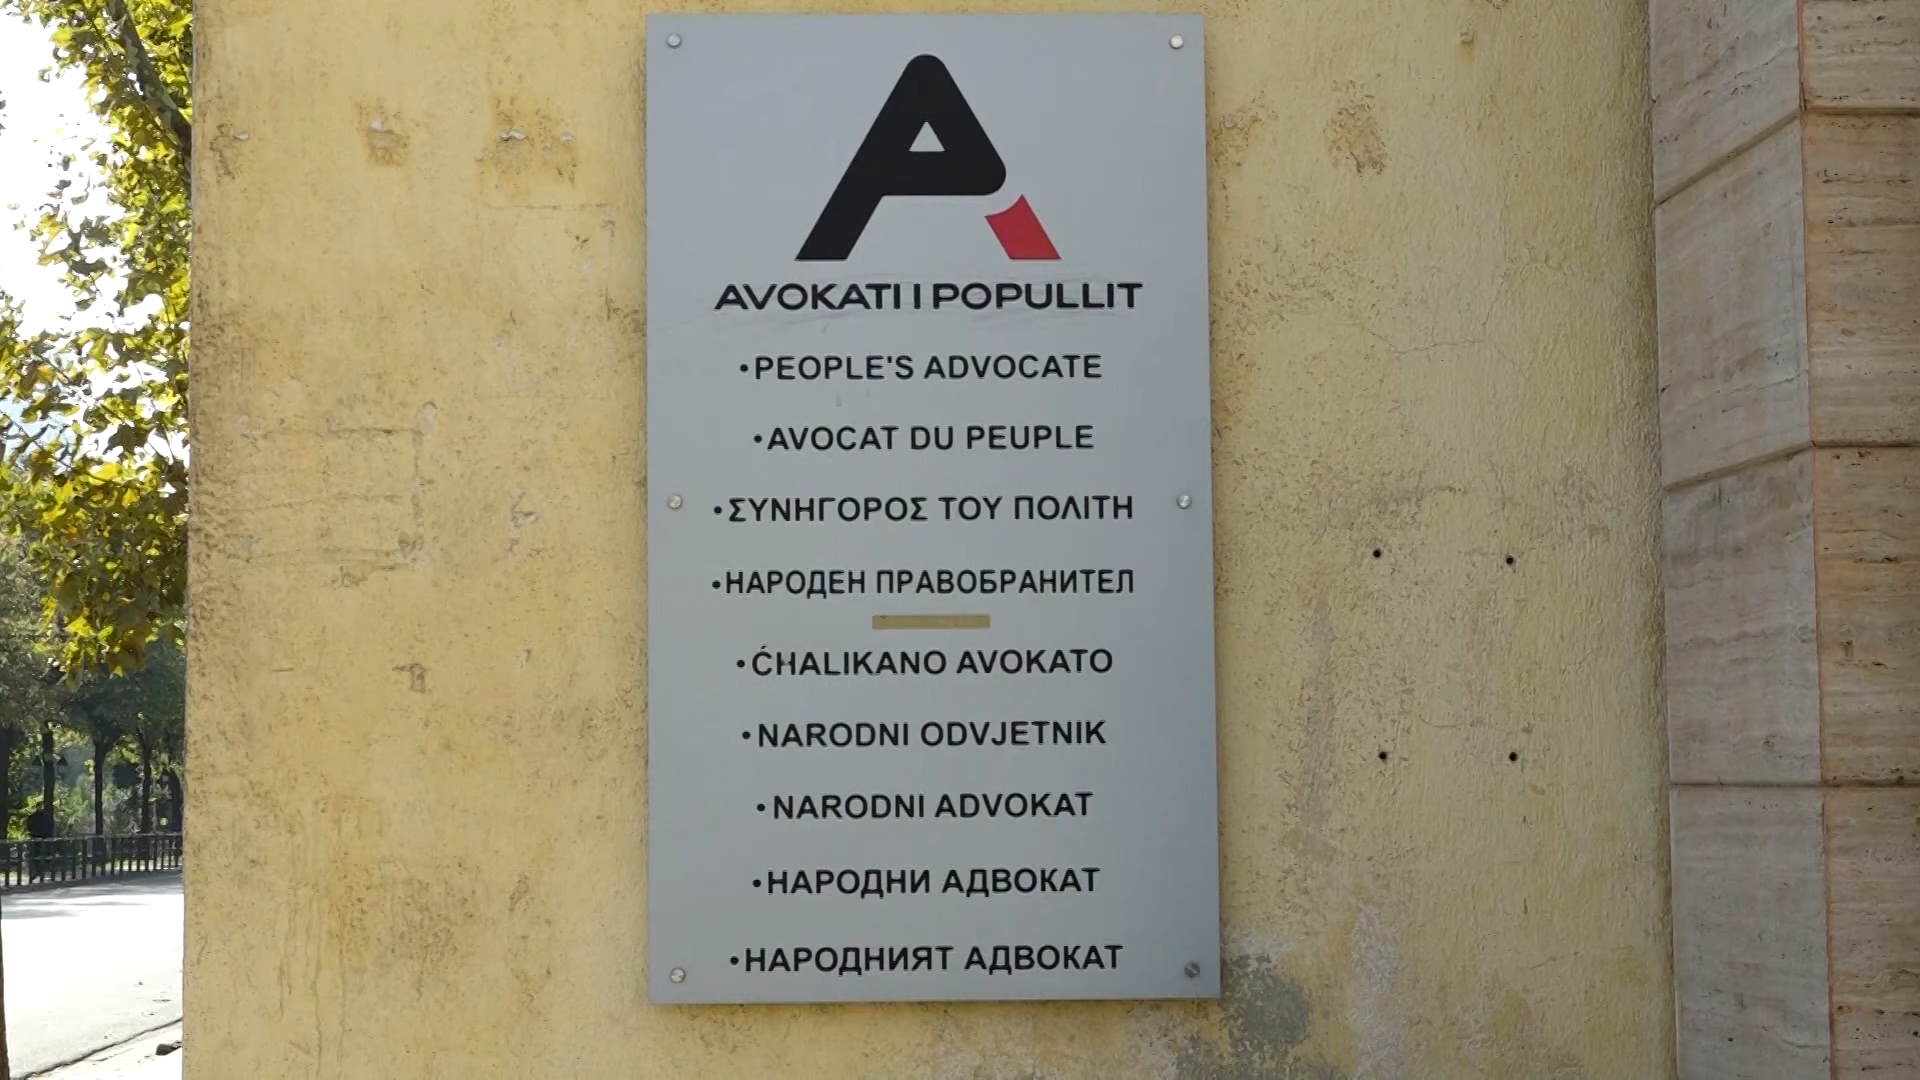 AVOKATI I POPULLIT
•PEOPLE'S ADVOCATE
•AVOCAT DU PEUPLE
•ΣΥΝΗΓΟΡΟΣ ΤΟΥ ΠΟΛΙΤΗ
•НАРОДЕН ПРАВОБРАНИТЕЛ
•ĆHALIKANO AVOKATO
•NARODNI ODVJETNIK
•NARODNI ADVOKAT
•НАРОДНИ АДВОКАТ
•НАРОДНИЯТ АДВОКАТ